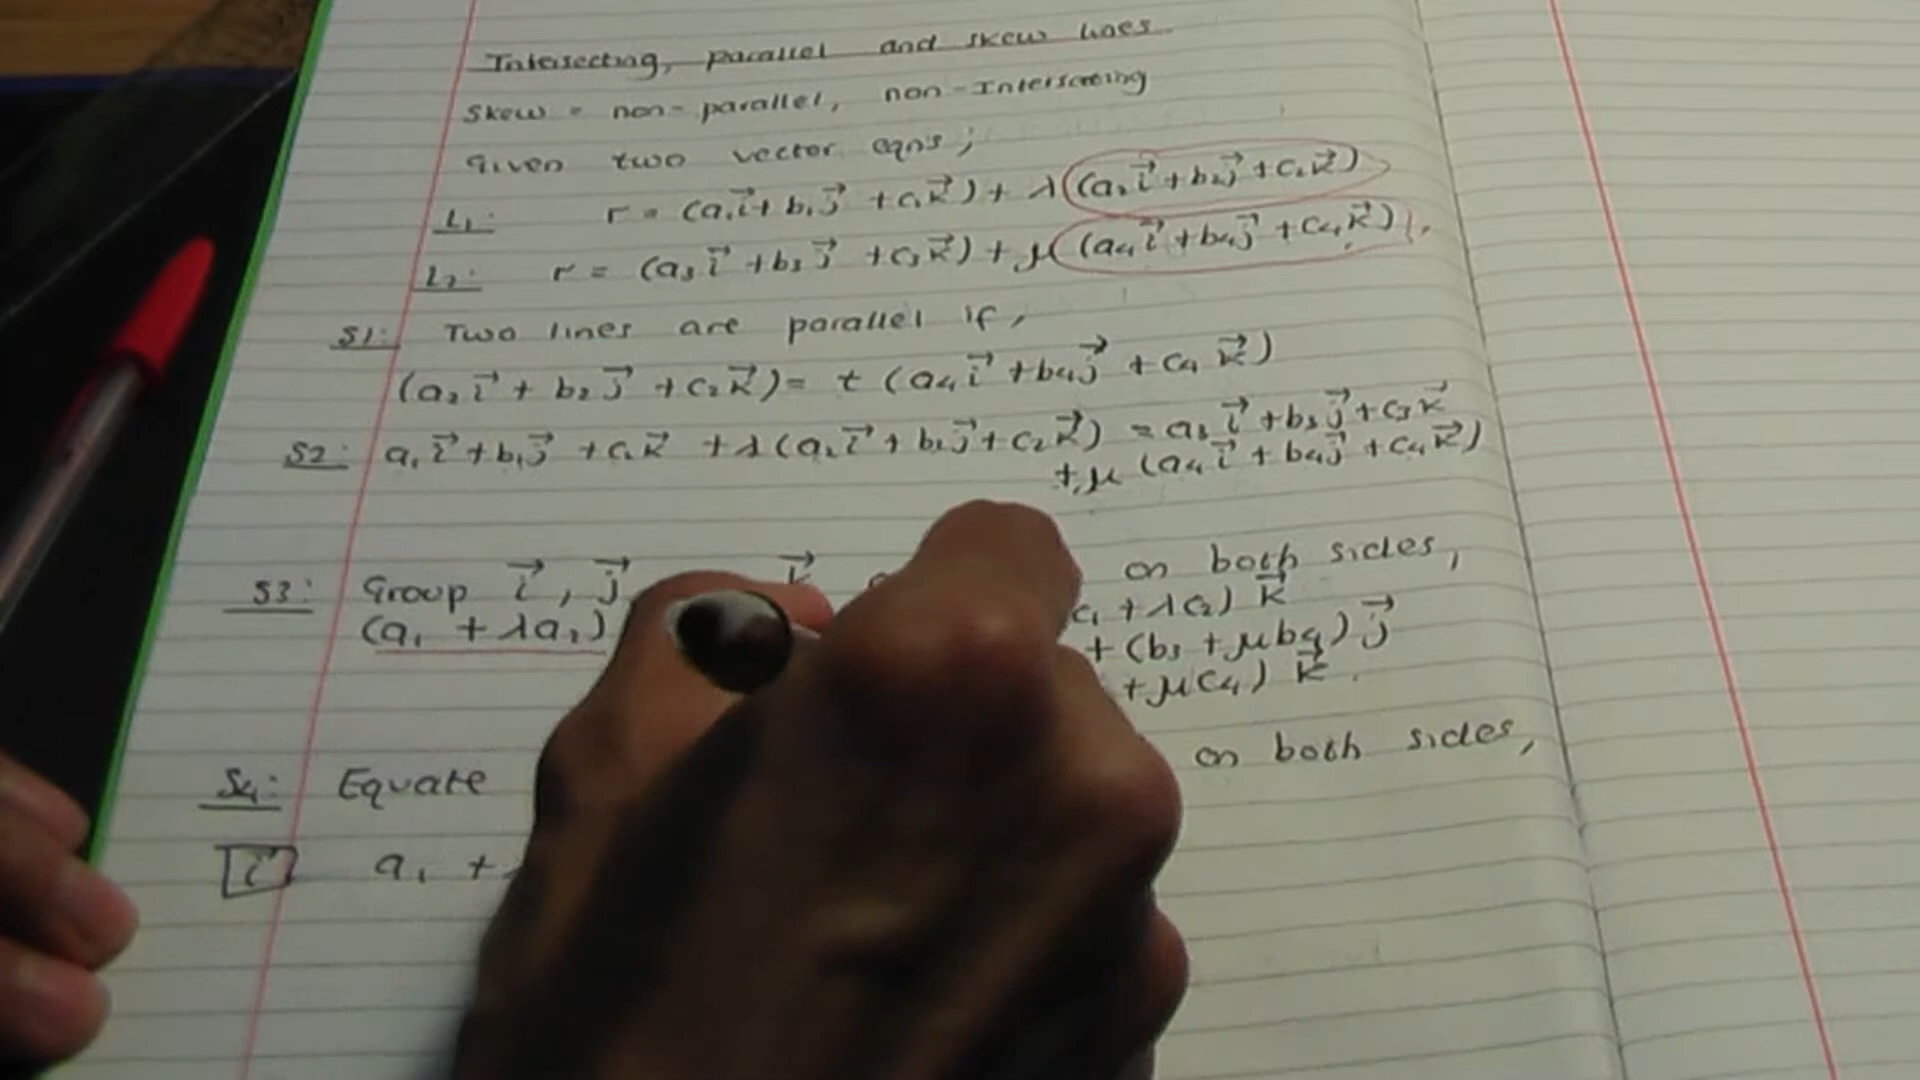 Intersecting, parallel and skew lines.
Skew = non-parallel, non-Intersecting
Given two vector eqn's;
L₁: r = (a₁i⃗ + b₁j⃗ + c₁k⃗) + λ(a₂i⃗ + b₂j⃗ + c₂k⃗)
L₂: r = (a₃i⃗ + b₃j⃗ + c₃k⃗) + μ(a₄i⃗ + b₄j⃗ + c₄k⃗)
S1: Two lines are parallel if,
(a₂i⃗ + b₂j⃗ + c₂k⃗) = t (a₄i⃗ + b₄j⃗ + c₄k⃗)
S2: a₁i⃗ + b₁j⃗ + c₁k⃗ + λ(a₂i⃗ + b₂j⃗ + c₂k⃗) = a₃i⃗ + b₃j⃗ + c₃k⃗
+ μ(a₄i⃗ + b₄j⃗ + c₄k⃗)
S3: Group i⃗, j⃗ k⃗ on both sides,
(a₁ + λa₂) c₁ + λc₂) k⃗
+ (b₃ + μb₄) j⃗
+ μc₄) k⃗.
S4: Equate on both sides,
i⃗ a₁ +